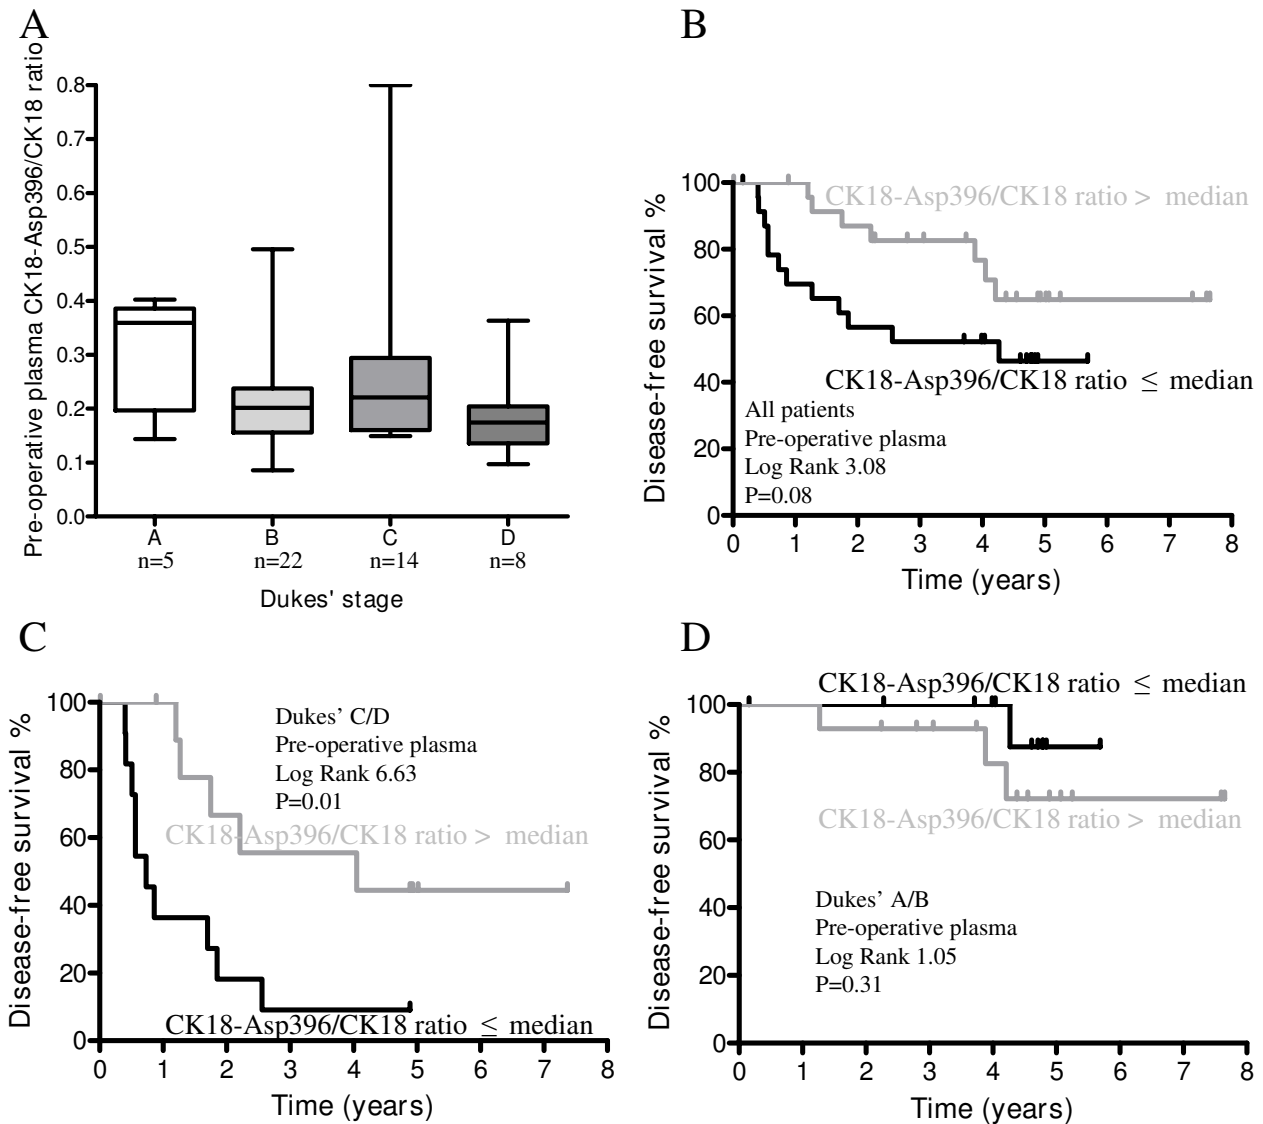 A
Pre-operative plasma CK18-Asp396/CK18 ratio
0.8
0.7
0.6
0.5
0.4
0.3
0.2
0.1
0.0
A B C D
n=5 n=22 n=14 n=8
Dukes' stage
B
Disease-free survival %
100
80
60
40
20
0
CK18-Asp396/CK18 ratio > median
CK18-Asp396/CK18 ratio ≤ median
All patients
Pre-operative plasma
Log Rank 3.08
P=0.08
0 1 2 3 4 5 6 7 8
Time (years)
C
Disease-free survival %
100
80
60
40
20
0
Dukes’ C/D
Pre-operative plasma
Log Rank 6.63
P=0.01
CK18-Asp396/CK18 ratio > median
CK18-Asp396/CK18 ratio ≤ median
0 1 2 3 4 5 6 7 8
Time (years)
D
Disease-free survival %
100
80
60
40
20
0
CK18-Asp396/CK18 ratio ≤ median
CK18-Asp396/CK18 ratio > median
Dukes’ A/B
Pre-operative plasma
Log Rank 1.05
P=0.31
0 1 2 3 4 5 6 7 8
Time (years)